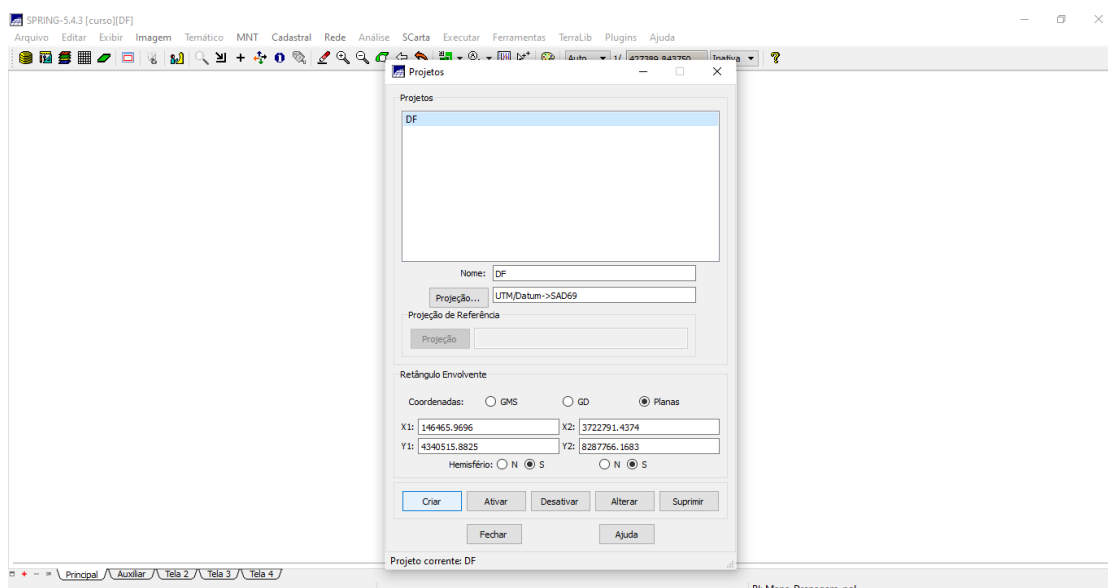 SPRING-5.4.3 [curso][DF]
Arquivo Editar Exibir Imagem Temático MNT Cadastral Rede Análise SCarta Executar Ferramentas TerraLib Plugins Ajuda
Auto 1/ 427389.843750 Inativa
Projetos
Projetos
DF
Nome: DF
Projeção... UTM/Datum->SAD69
Projeção de Referência
Projeção
Retângulo Envolvente
Coordenadas: GMS GD Planas
X1: 146465.9696 X2: 3722791.4374
Y1: 4340515.8825 Y2: 8287766.1683
Hemisfério: N S N S
Criar Ativar Desativar Alterar Suprimir
Fechar Ajuda
Projeto corrente: DF
Principal Auxiliar Tela 2 Tela 3 Tela 4